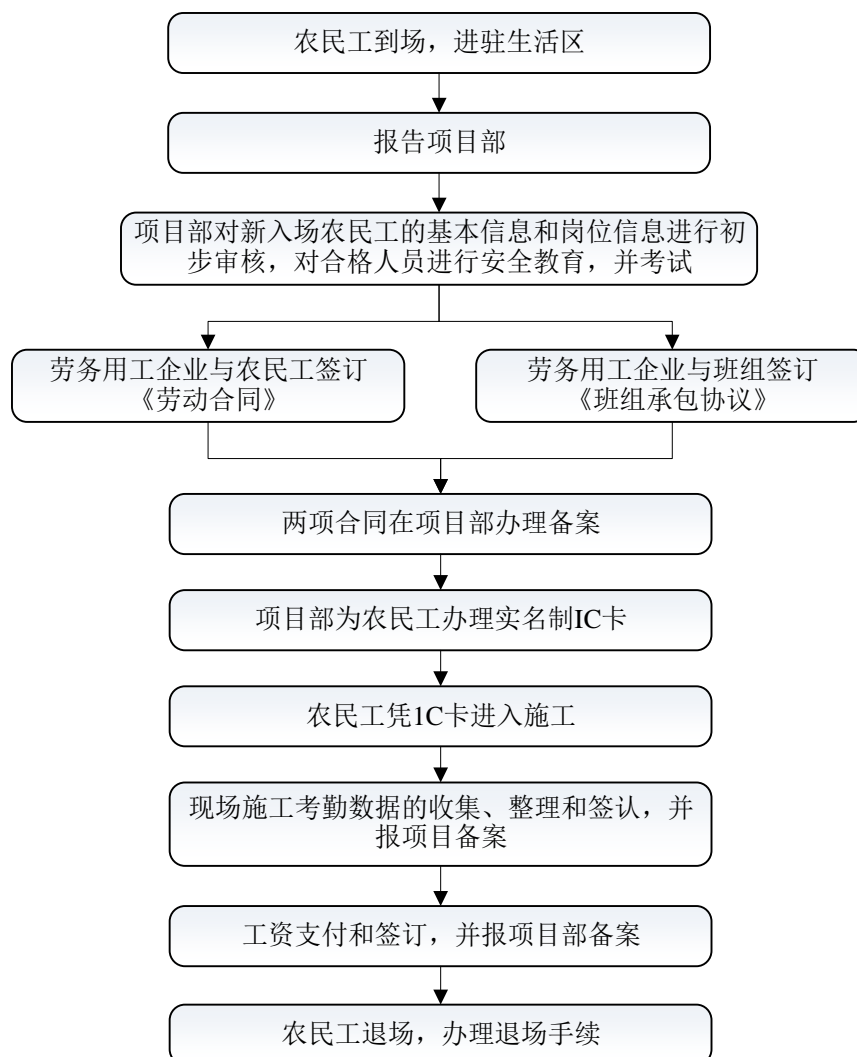 农民工到场，进驻生活区
报告项目部
项目部对新入场农民工的基本信息和岗位信息进行初
步审核，对合格人员进行安全教育，并考试
劳务用工企业与农民工签订
《劳动合同》
劳务用工企业与班组签订
《班组承包协议》
两项合同在项目部办理备案
项目部为农民工办理实名制IC卡
农民工凭1C卡进入施工
现场施工考勤数据的收集、整理和签认，并
报项目备案
工资支付和签订，并报项目部备案
农民工退场，办理退场手续